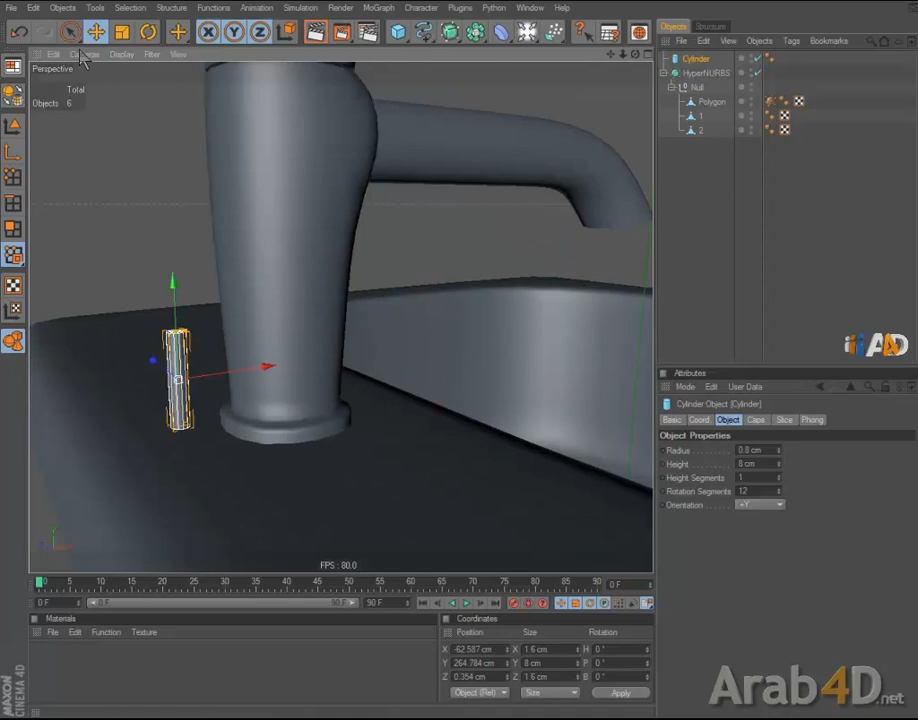 File Edit Objects Tools Selection Structure Functions Animation Simulation Render MoGraph Character Plugins Python Window Help
Edit Cameras Display Filter View
Perspective
Total
Objects 6
FPS : 80.0
Objects Structure
File Edit View Objects Tags Bookmarks
Cylinder
HyperNURBS
Null
Polygon
1
2
Attributes
Mode Edit User Data
Cylinder Object [Cylinder]
Basic Coord. Object Caps Slice Phong
Object Properties
Radius 0.8 cm
Height 8 cm
Height Segments 1
Rotation Segments 12
Orientation +Y
0 5 10 15 20 25 30 35 40 45 50 55 60 65 70 75 80 85 90 0 F
0 F 0 F 90 F 90 F
Materials
File Edit Function Texture
Coordinates
Position Size Rotation
X -62.587 cm X 1.6 cm H 0 °
Y 264.784 cm Y 8 cm P 0 °
Z 0.354 cm Z 1.6 cm B 0 °
Object (Rel) Size Apply
MAXON
CINEMA 4D
Arab4D.net